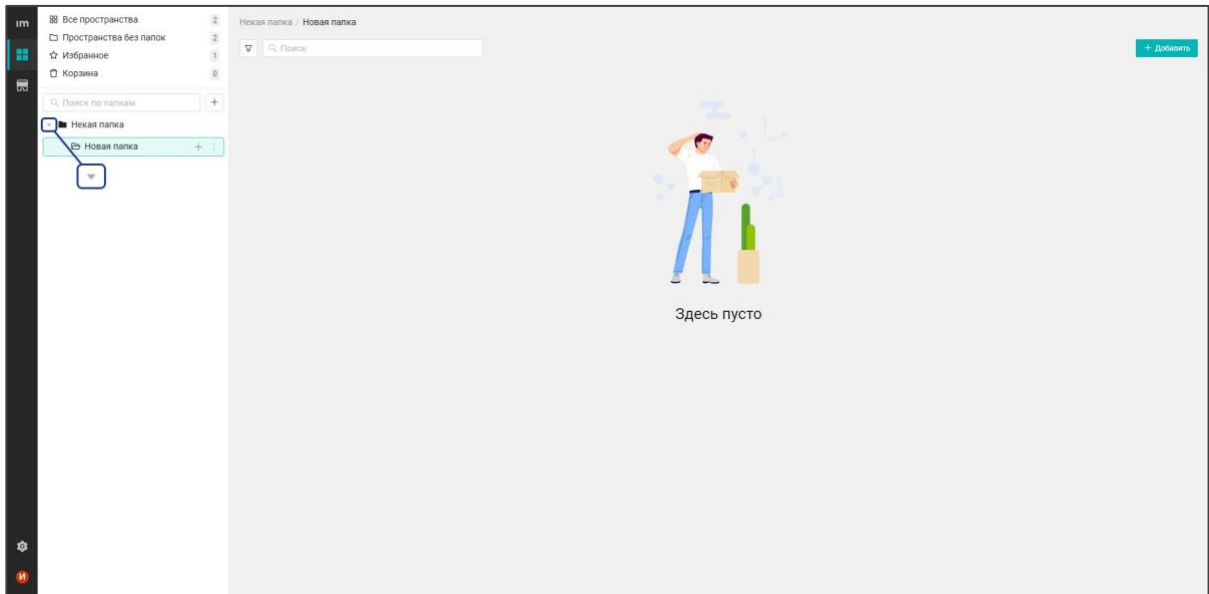 ım
Все пространства 2
Пространства без папок 2
Избранное 1
Корзина 0
Поиск по папкам
Некая папка
Новая папка
Некая папка / Новая папка
Поиск
+ Добавить
Здесь пусто
И